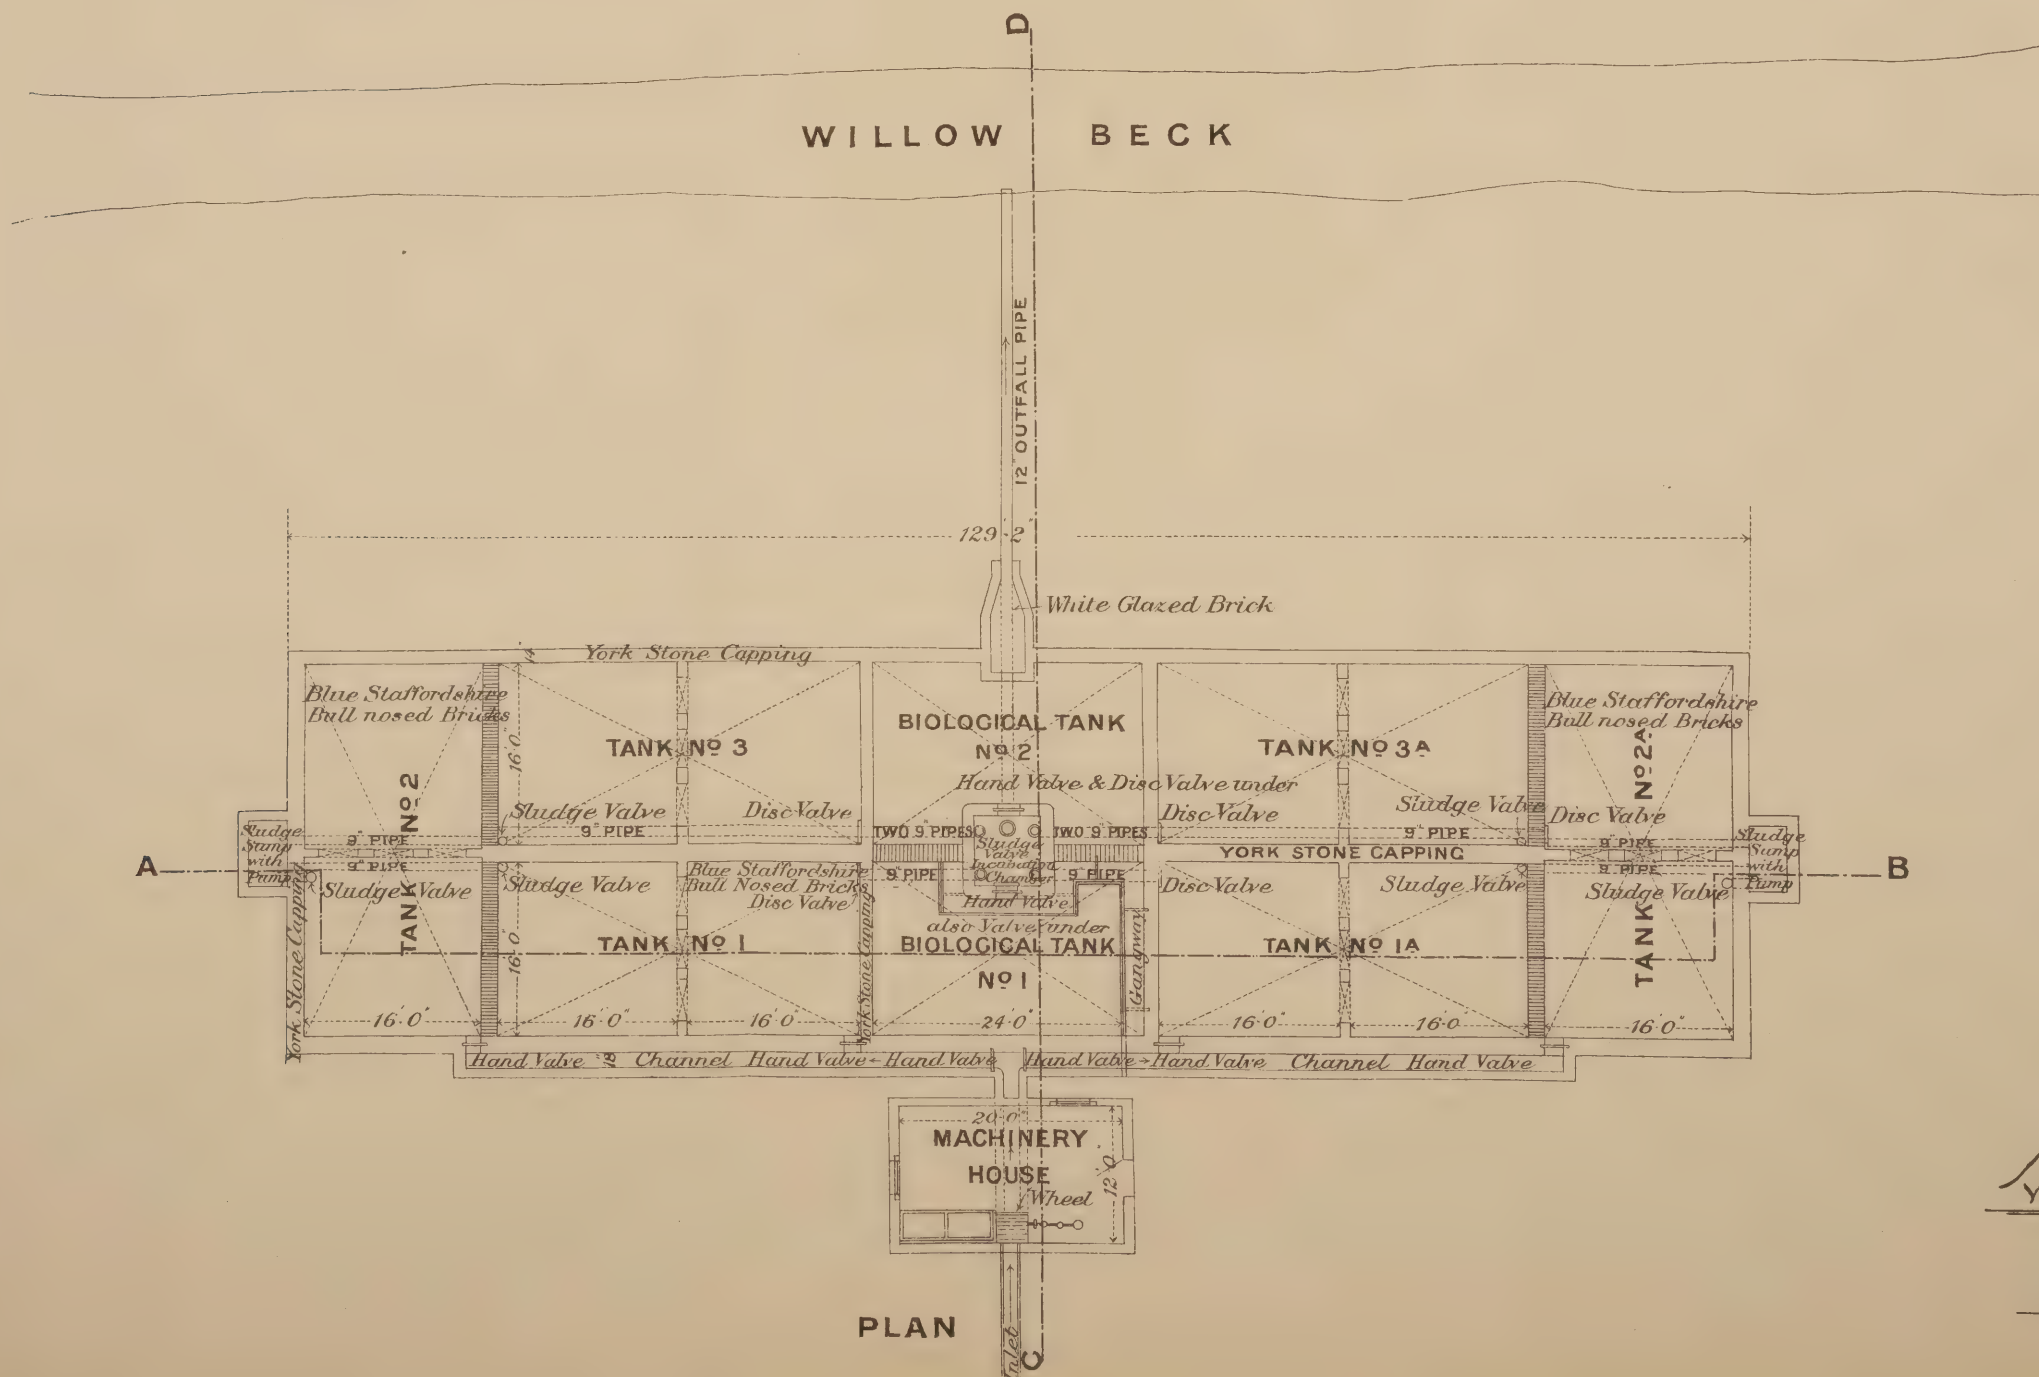 D
WILLOW BECK
12" OUTFALL PIPE
129'-2"
White Glazed Brick
14"
York Stone Capping
Blue Staffordshire
Bull nosed Bricks
TANK Nº 2
16'.0"
TANK Nº 3
Sludge Valve
Disc Valve
9" PIPE
BIOLOGICAL TANK
Nº 2
Hand Valve & Disc Valve under
TWO 9" PIPES
TWO 9" PIPES
TANK Nº 3A
Disc Valve
Sludge Valve
9" PIPE
Blue Staffordshire
Bull nosed Bricks
TANK Nº 2A
Disc Valve
Sludge
Sump
with
Pump
9" PIPE
9" PIPE
Sludge
Valve
Incubation
Chamber
YORK STONE CAPPING
9" PIPE
9" PIPE
Sludge
Sump
with
Pump
A
B
Sludge Valve
Sludge Valve
Blue Staffordshire
Bull Nosed Bricks
Disc Valve
9" PIPE
9" PIPE
Hand Valve
also Valve under
Disc Valve
Sludge Valve
Sludge Valve
York Stone Capping
16'.0"
TANK Nº 1
York Stone Capping
BIOLOGICAL TANK
Nº 1
Gangway
TANK Nº 1A
16'.0"
16'.0"
16'.0"
24'.0"
16'.0"
16'.0
16'.0"
Hand Valve 18" Channel Hand Valve Hand Valve Hand Valve Hand Valve Channel Hand Valve
20'.0"
MACHINERY
HOUSE
12'.0"
Wheel
PLAN
Inlet
C